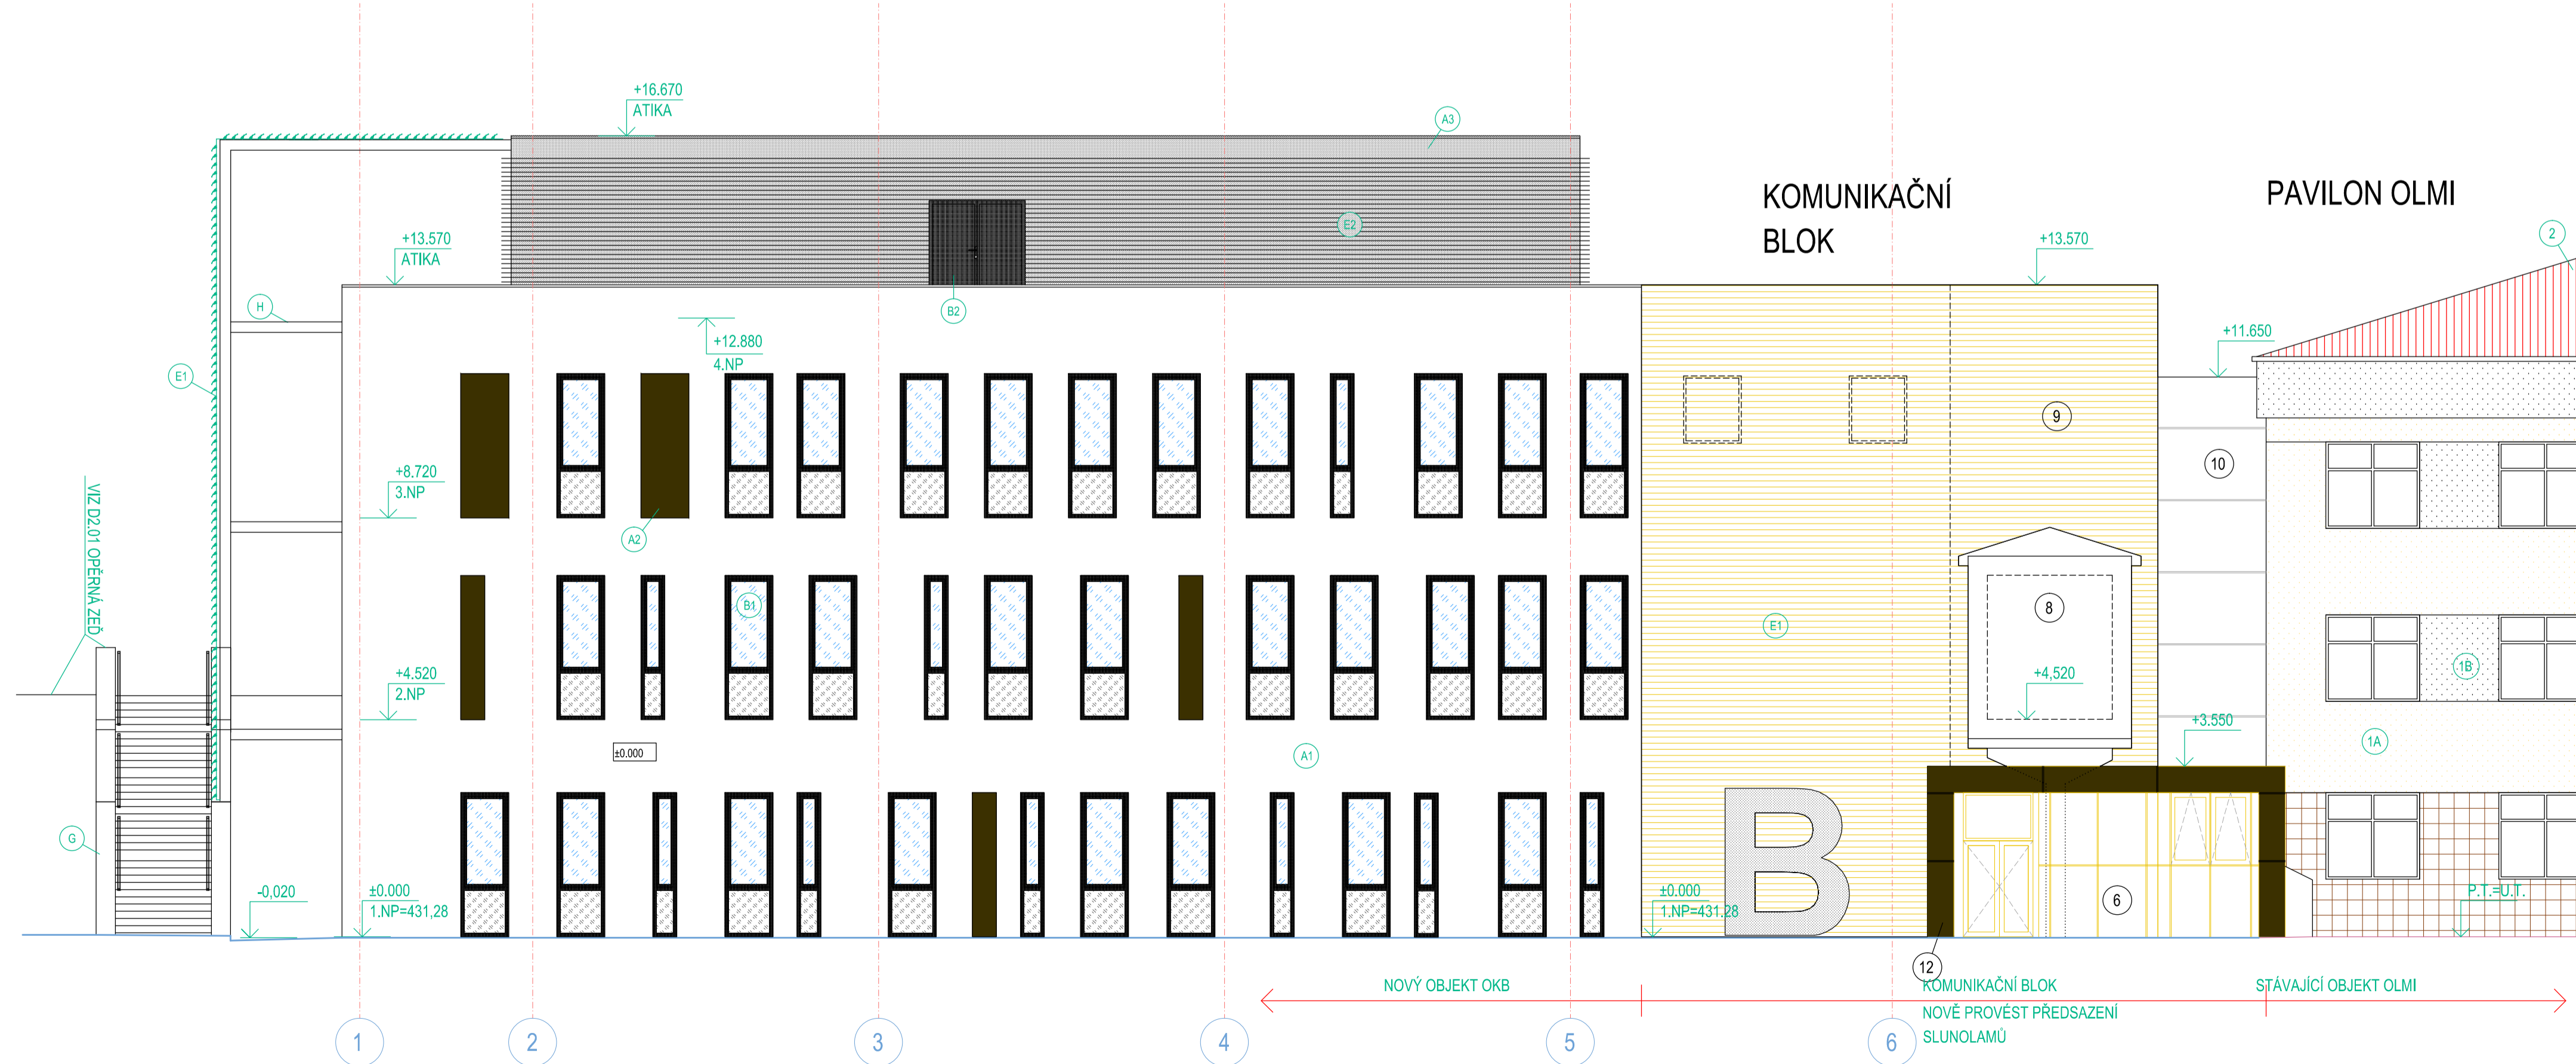 +16.670
ATIKA
A3
KOMUNIKAČNÍ
BLOK
PAVILON OLMI
E2
2
+13.570
ATIKA
+13.570
H
B2
+12.880
4.NP
+11.650
E1
9
10
+8.720
3.NP
A2
VIZ D2.01 OPĚRNÁ ZEĎ
B1
E1
8
1B
+4.520
2.NP
+4,520
+3.550
±0.000
A1
1A
G
B
-0,020
±0.000
1.NP=431,28
±0.000
1.NP=431.28
6
P.T.=U.T.
12
NOVÝ OBJEKT OKB
KOMUNIKAČNÍ BLOK
NOVĚ PROVÉST PŘEDSAZENÍ
SLUNOLAMŮ
STÁVAJÍCÍ OBJEKT OLMI
1
2
3
4
5
6